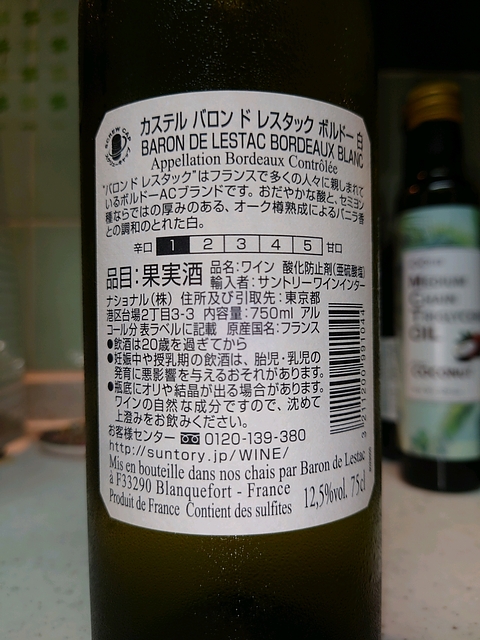 SCREW CAP
カステル バロン ド レスタック ボルドー 白
BARON DE LESTAC BORDEAUX BLANC
Appellation Bordeaux Contrôlée
"バロン ド レスタック"はフランスで多くの人々に親しまれて
いるボルドーACブランドです。おだやかな酸と、セミヨン
種ならではの厚みのある、オーク樽熟成によるバニラ香
との調和のとれた白。
辛口 1 2 3 4 5 甘口
品目:果実酒 品名:ワイン 酸化防止剤(亜硫酸塩)
輸入者:サントリーワインインター
ナショナル(株) 住所及び引取先:東京都
港区台場2丁目3-3 内容量:750ml アル
コール分 表ラベルに記載 原産国名:フランス
●飲酒は20歳を過ぎてから
●妊娠中や授乳期の飲酒は、胎児・乳児の
発育に悪影響を与えるおそれがあります。
●瓶底にオリや結晶が出る場合があります。
ワインの自然な成分ですので、沈めて
上澄みをお飲みください。
お客様センター 0120-139-380
http://suntory.jp/WINE/
Mis en bouteille dans nos chais par Baron de Lestac
à F33290 Blanquefort - France
Produit de France Contient des sulfites 12,5%vol. 75cl
MEDIUM
CHAIN
OIL
COCONUT